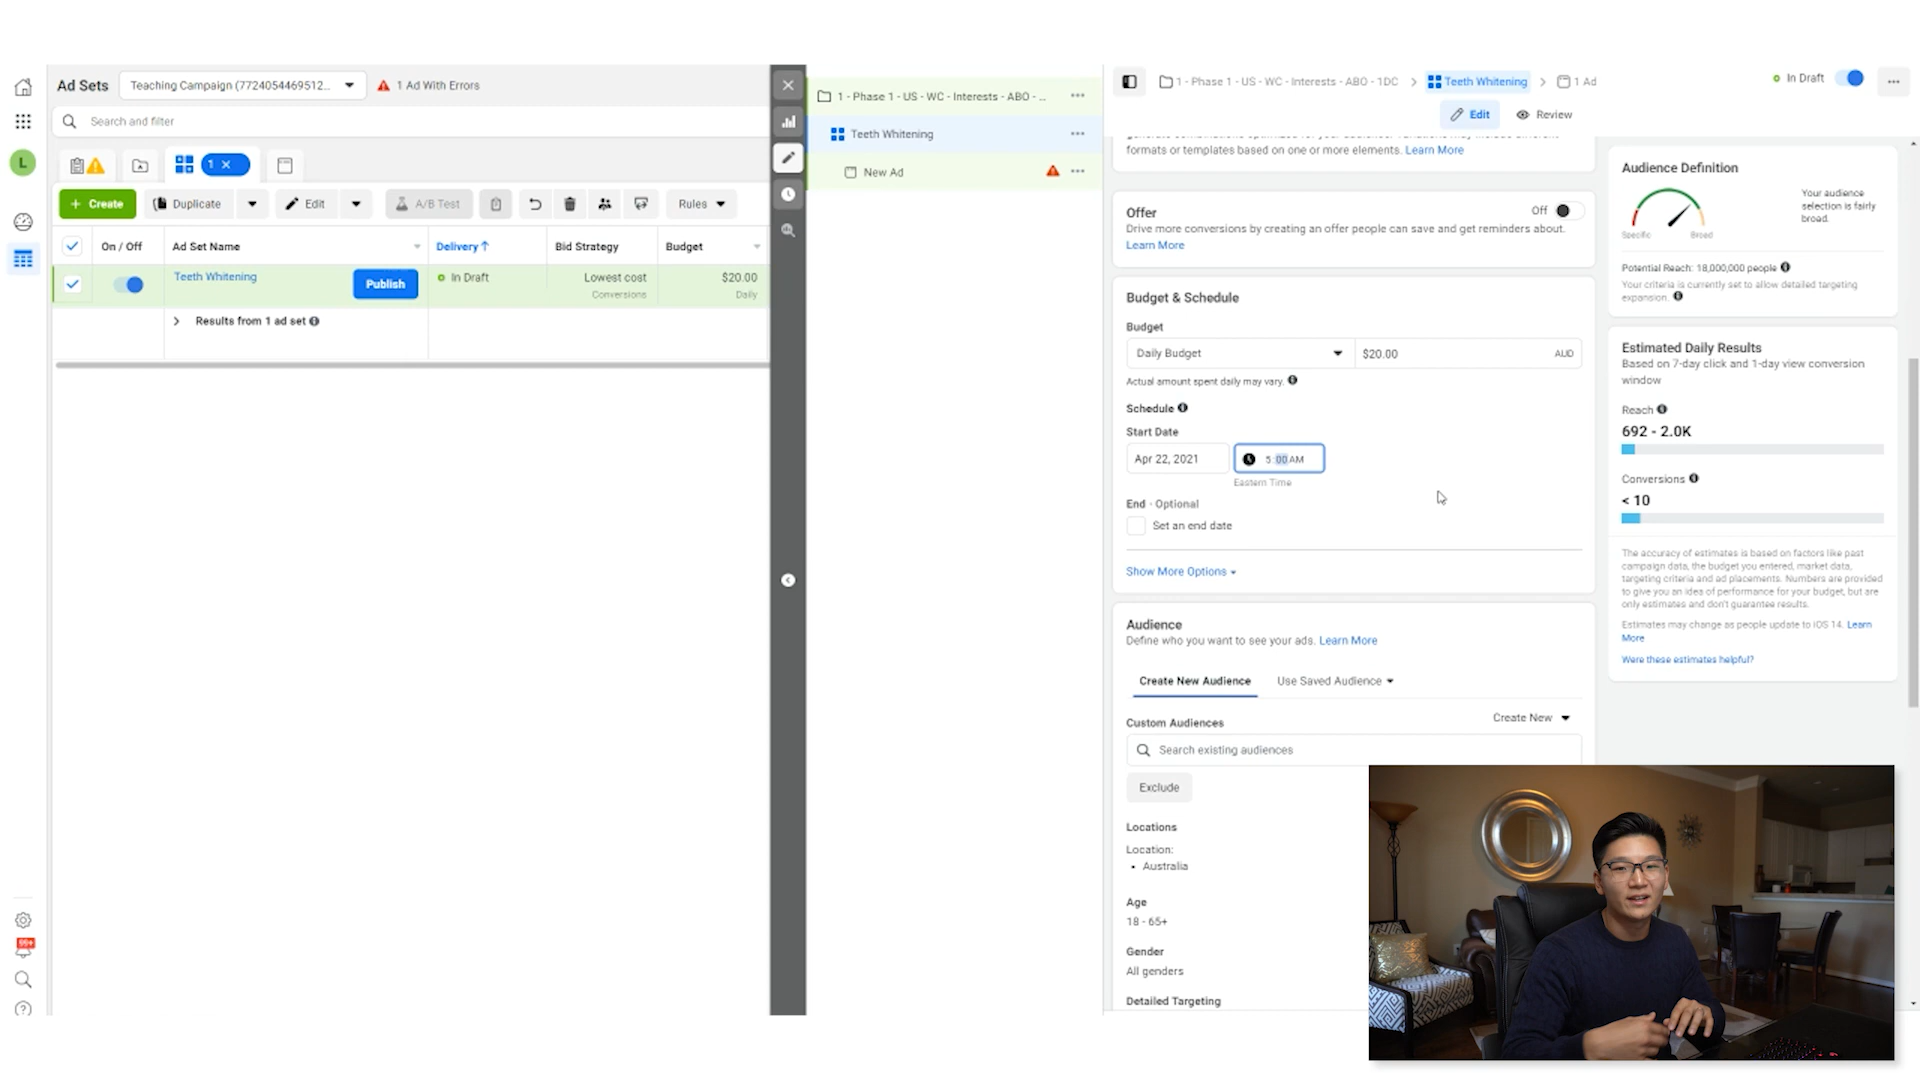 Ad Sets
Teaching Campaign (7724054469512...
1 Ad With Errors
Search and filter
L
1 ×
+ Create
Duplicate
Edit
A/B Test
Rules
On / Off
Ad Set Name
Delivery ↑
Bid Strategy
Budget
Teeth Whitening
Publish
In Draft
Lowest cost
Conversions
$20.00
Daily
Results from 1 ad set
99+
1 - Phase 1 - US - WC - Interests - ABO - ...
Teeth Whitening
New Ad
1 - Phase 1 - US - WC - Interests - ABO - 1DC
Teeth Whitening
1 Ad
In Draft
Edit
Review
formats or templates based on one or more elements. Learn More
Offer
Off
Drive more conversions by creating an offer people can save and get reminders about.
Learn More
Budget & Schedule
Budget
Daily Budget
$20.00
AUD
Actual amount spent daily may vary.
Schedule
Start Date
Apr 22, 2021
5:00AM
Eastern Time
End · Optional
Set an end date
Show More Options
Audience
Define who you want to see your ads. Learn More
Create New Audience
Use Saved Audience
Custom Audiences
Create New
Search existing audiences
Exclude
Locations
Location:
• Australia
Age
18 - 65+
Gender
All genders
Detailed Targeting
Audience Definition
Specific
Broad
Your audience
selection is fairly
broad.
Potential Reach: 18,000,000 people
Your criteria is currently set to allow detailed targeting
expansion.
Estimated Daily Results
Based on 7-day click and 1-day view conversion
window
Reach
692 - 2.0K
Conversions
< 10
The accuracy of estimates is based on factors like past
campaign data, the budget you entered, market data,
targeting criteria and ad placements. Numbers are provided
to give you an idea of performance for your budget, but are
only estimates and don't guarantee results.
Estimates may change as people update to iOS 14. Learn
More
Were these estimates helpful?